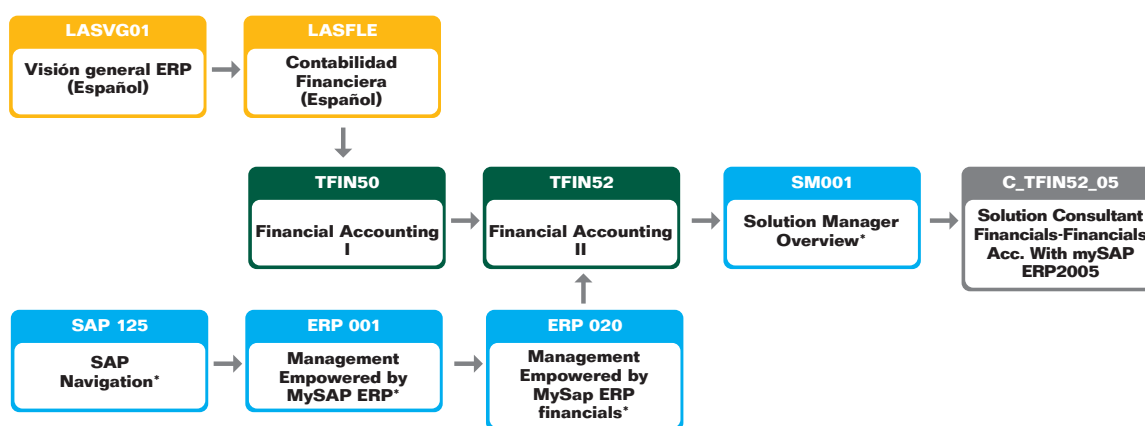 LASVG01
Visión general ERP
(Español)
LASFLE
Contabilidad
Financiera
(Español)
TFIN50
Financial Accounting
I
TFIN52
Financial Accounting
II
SM001
Solution Manager
Overview*
C_TFIN52_05
Solution Consultant
Financials-Financials
Acc. With mySAP
ERP2005
SAP 125
SAP
Navigation*
ERP 001
Management
Empowered by
MySAP ERP*
ERP 020
Management
Empowered by
MySap ERP
financials*